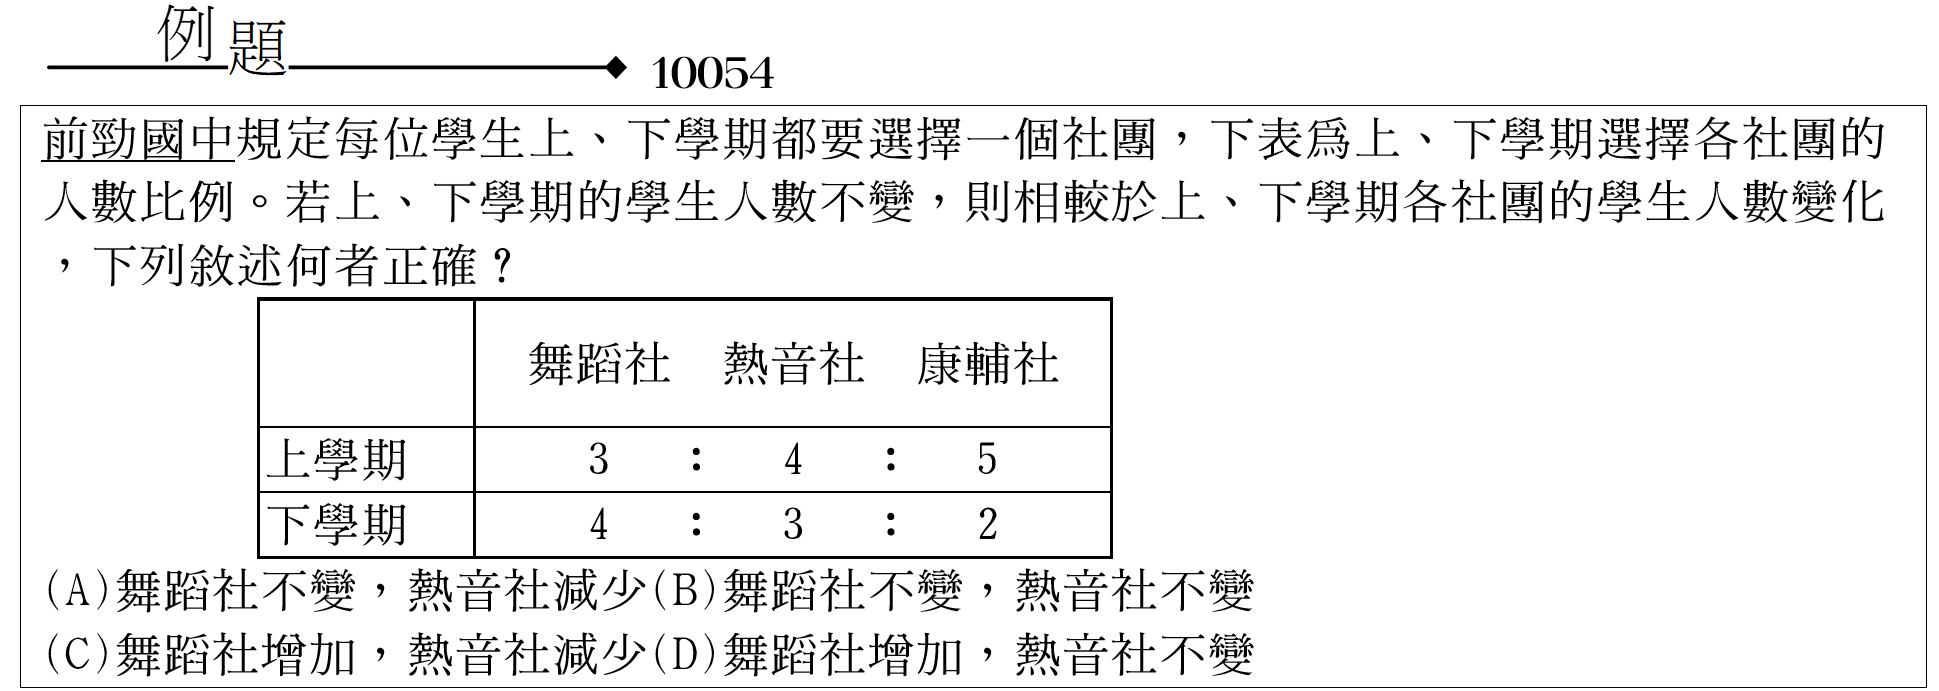 例題
10054
前勁國中規定每位學生上、下學期都要選擇一個社團,下表為上、下學期選擇各社團的
人數比例。若上、下學期的學生人數不變,則相較於上、下學期各社團的學生人數變化
,下列敘述何者正確?
舞蹈社 熱音社 康輔社
上學期 3 : 4 : 5
下學期 4 : 3 : 2
(A)舞蹈社不變,熱音社減少(B)舞蹈社不變,熱音社不變
(C)舞蹈社增加,熱音社減少(D)舞蹈社增加,熱音社不變